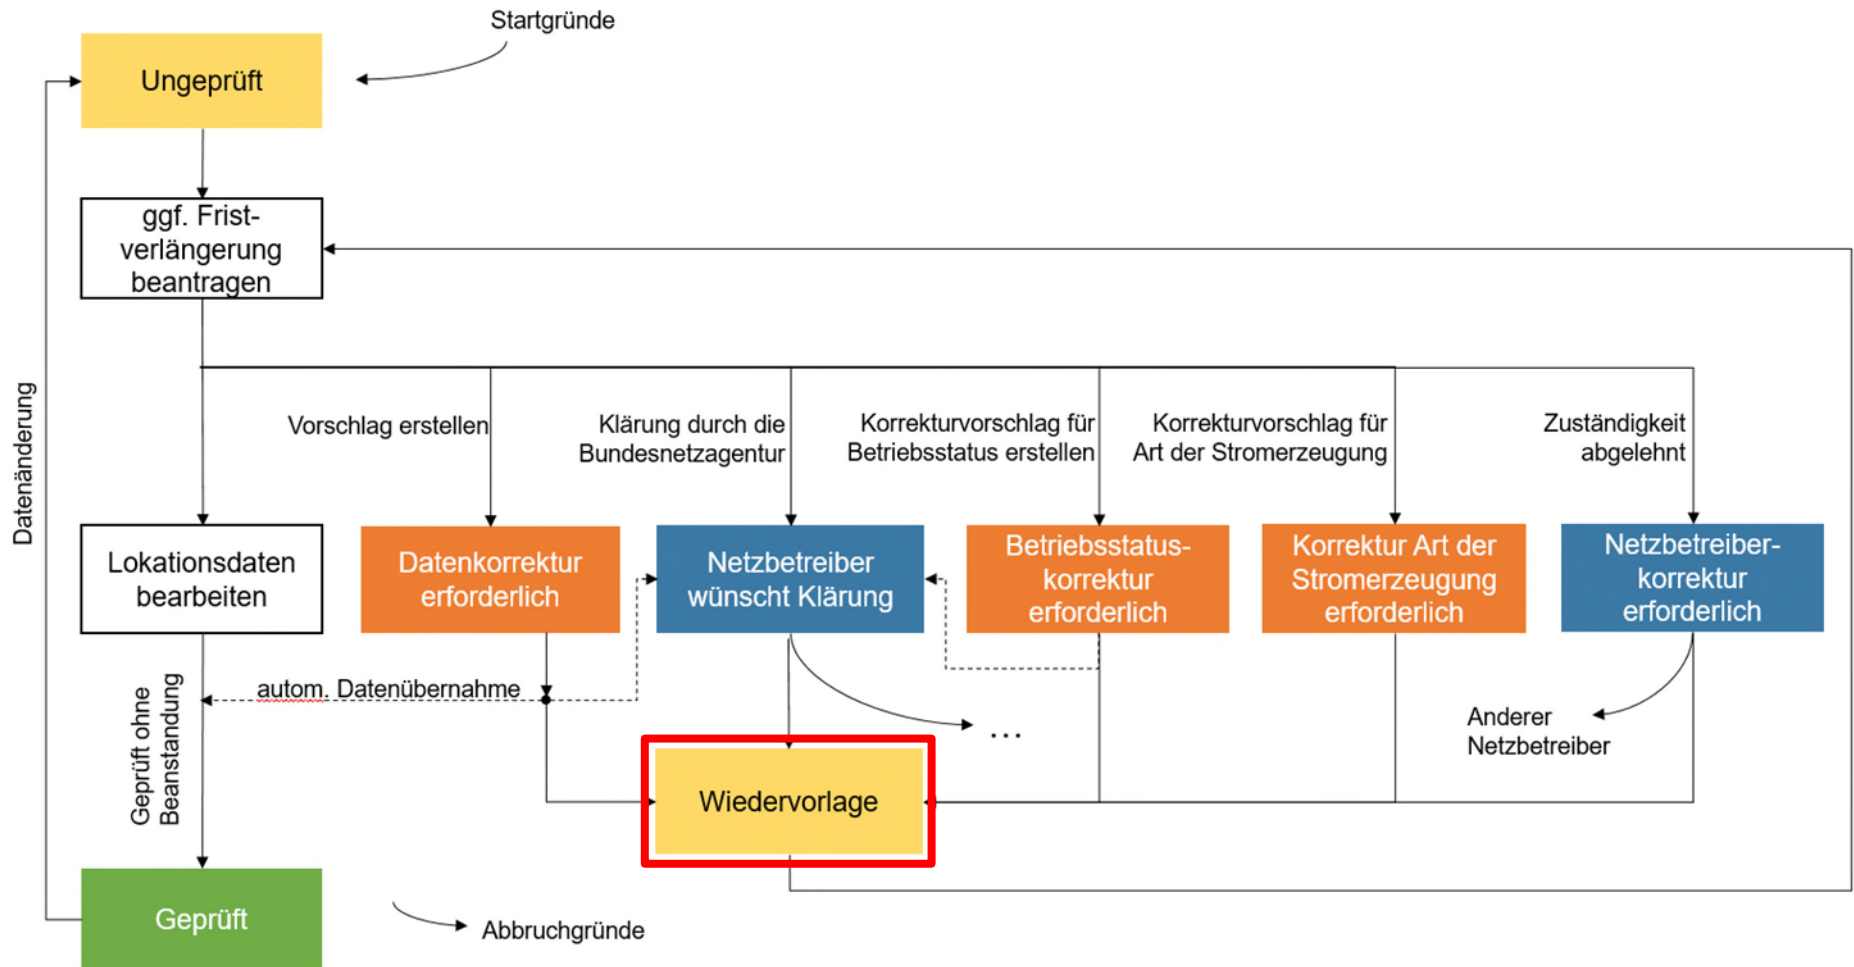 Startgründe
Ungeprüft
ggf. Frist-
verlängerung
beantragen
Datenänderung
Vorschlag erstellen
Klärung durch die
Bundesnetzagentur
Korrekturvorschlag für
Betriebsstatus erstellen
Korrekturvorschlag für
Art der Stromerzeugung
Zuständigkeit
abgelehnt
Lokationsdaten
bearbeiten
Datenkorrektur
erforderlich
Netzbetreiber
wünscht Klärung
Betriebsstatus-
korrektur
erforderlich
Korrektur Art der
Stromerzeugung
erforderlich
Netzbetreiber-
korrektur
erforderlich
autom. Datenübernahme
Geprüft ohne
Beanstandung
...
Anderer
Netzbetreiber
Wiedervorlage
Geprüft
Abbruchgründe